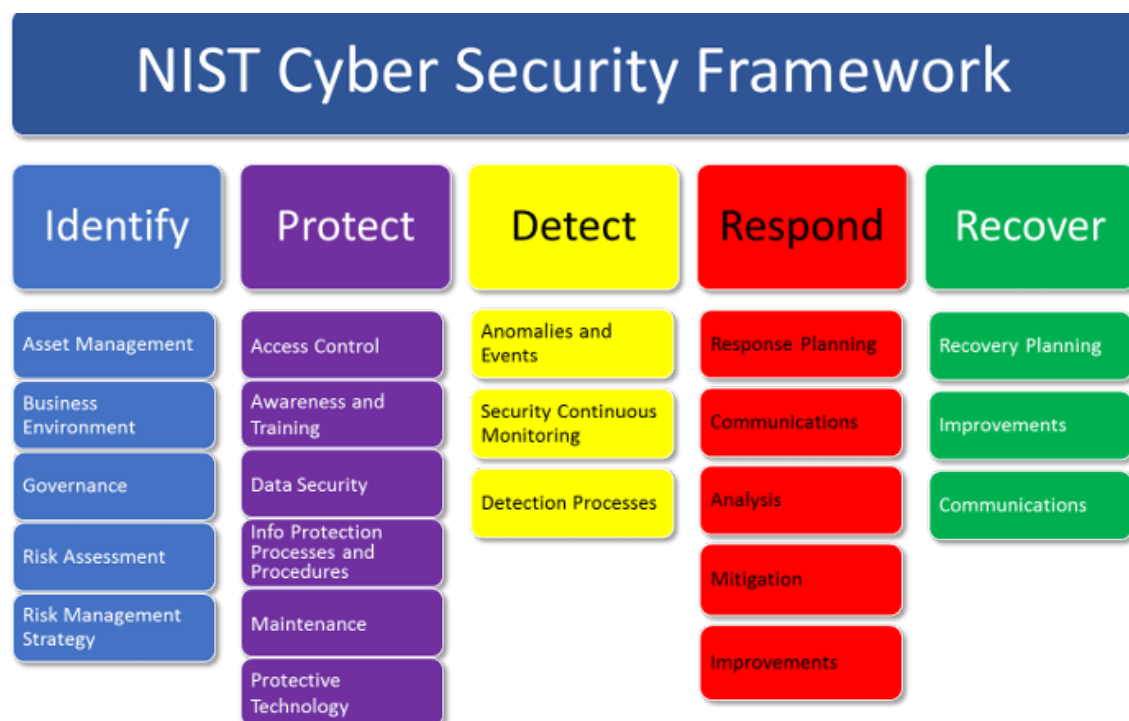 NIST Cyber Security Framework
Identify
Protect
Detect
Respond
Recover
Asset Management
Business
Environment
Governance
Risk Assessment
Risk Management
Strategy
Access Control
Awareness and
Training
Data Security
Info Protection
Processes and
Procedures
Maintenance
Protective
Technology
Anomalies and
Events
Security Continuous
Monitoring
Detection Processes
Response Planning
Communications
Analysis
Mitigation
Improvements
Recovery Planning
Improvements
Communications